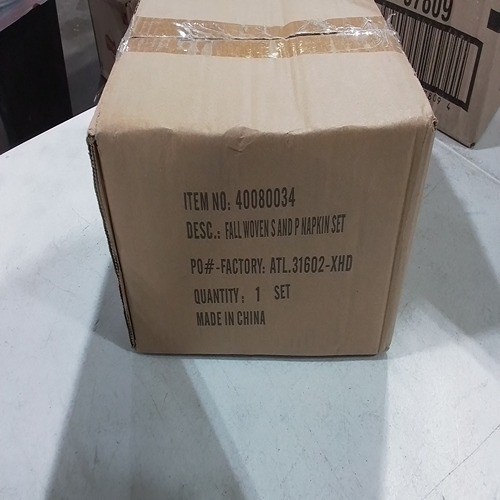 ITEM NO: 40080034
DESC.: FALL WOVEN S AND P NAPKIN SET
PO#-FACTORY: ATL.31602-XHD
QUANTITY: 1 SET
MADE IN CHINA